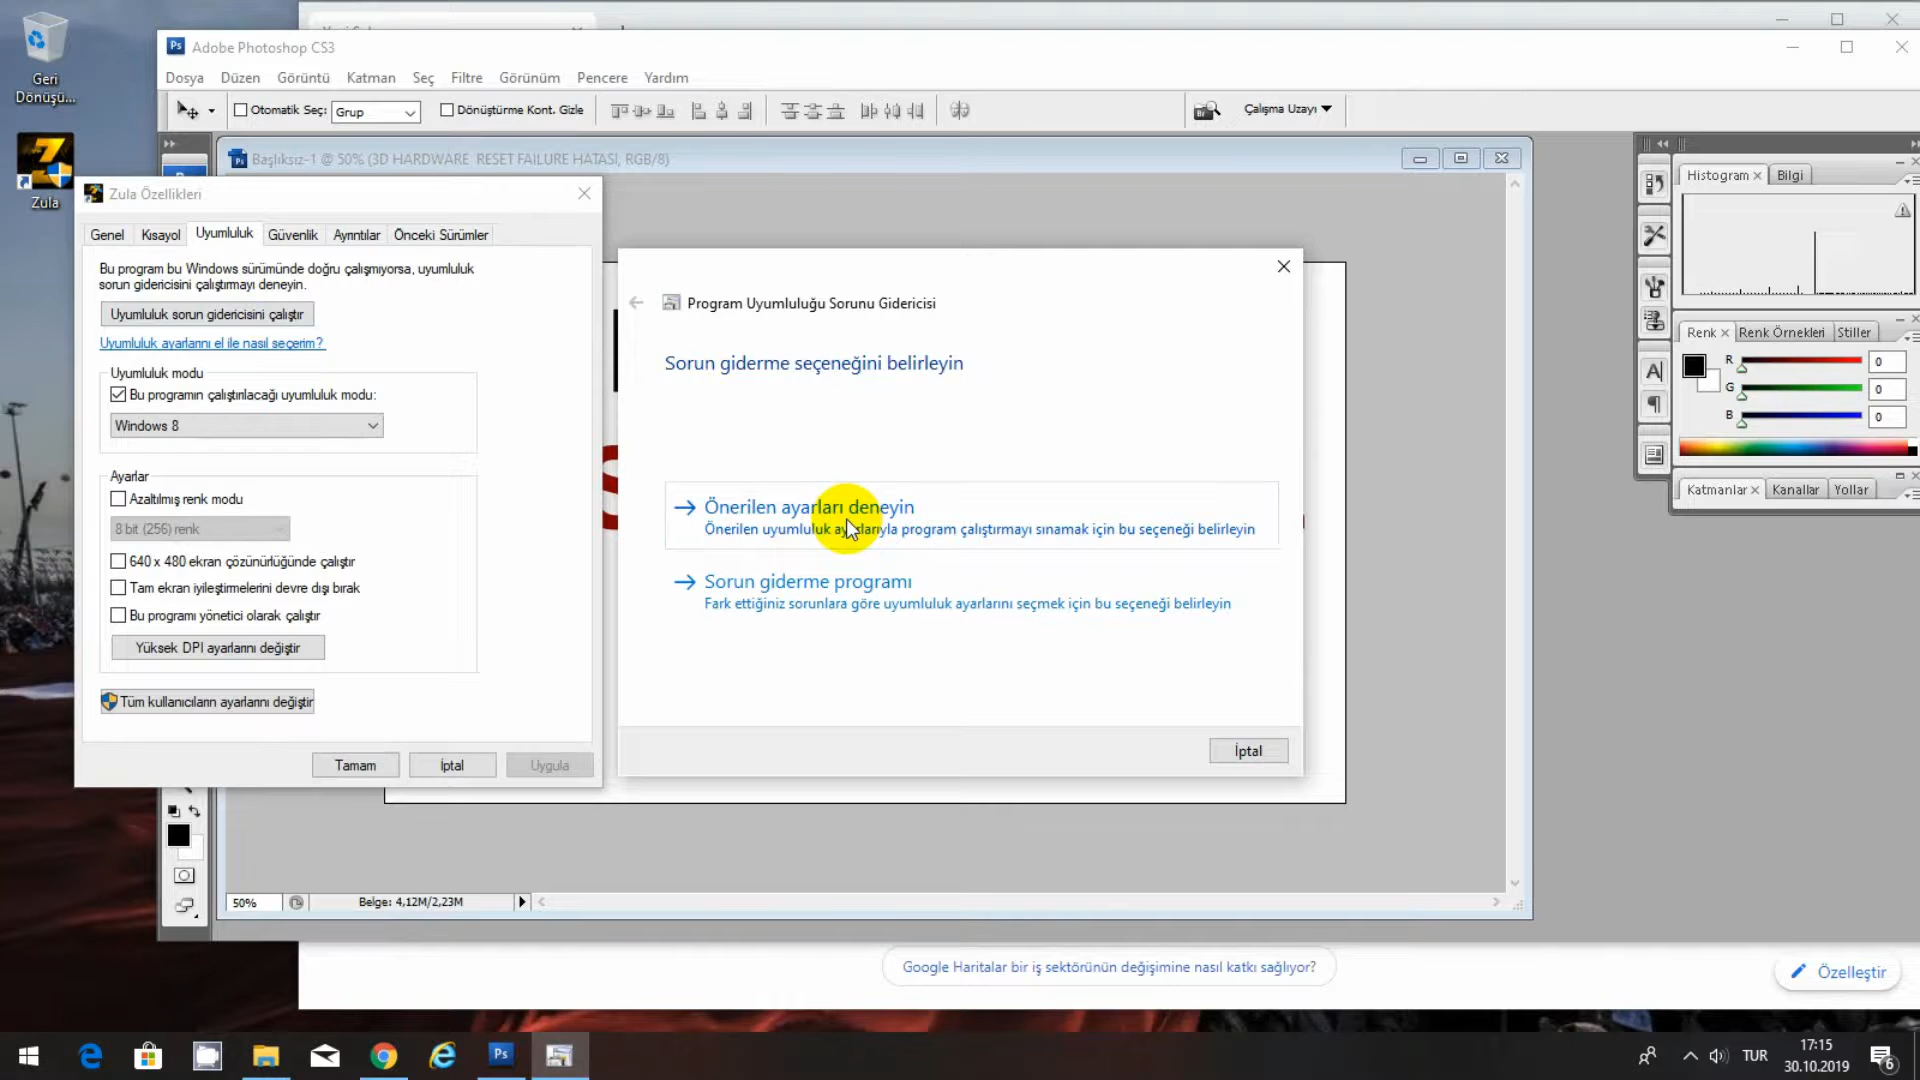 Geri
Dönüşü...
Zula
Adobe Photoshop CS3
Dosya Düzen Görüntü Katman Seç Filtre Görünüm Pencere Yardım
Otomatik Seç: Grup Dönüştürme Kont. Gizle Çalışma Uzayı
Başlıksız-1 @ 50% (3D HARDWARE RESET FAILURE HATASI, RGB/8)
Zula Özellikleri
Genel Kısayol Uyumluluk Güvenlik Ayrıntılar Önceki Sürümler
Bu program bu Windows sürümünde doğru çalışmıyorsa, uyumluluk
sorun gidericisini çalıştırmayı deneyin.
Uyumluluk sorun gidericisini çalıştır
Uyumluluk ayarlarını el ile nasıl seçerim?
Uyumluluk modu
Bu programın çalıştırılacağı uyumluluk modu:
Windows 8
Ayarlar
Azaltılmış renk modu
8 bit (256) renk
640 x 480 ekran çözünürlüğünde çalıştır
Tam ekran iyileştirmelerini devre dışı bırak
Bu programı yönetici olarak çalıştır
Yüksek DPI ayarlarını değiştir
Tüm kullanıcıların ayarlarını değiştir
Tamam İptal Uygula
Program Uyumluluğu Sorunu Gidericisi
Sorun giderme seçeneğini belirleyin
Önerilen ayarları deneyin
Önerilen uyumluluk ayarlarıyla program çalıştırmayı sınamak için bu seçeneği belirleyin
Sorun giderme programı
Fark ettiğiniz sorunlara göre uyumluluk ayarlarını seçmek için bu seçeneği belirleyin
İptal
Histogram Bilgi
Renk Renk Örnekleri Stiller
R 0
G 0
B 0
Katmanlar Kanallar Yollar
50% Belge: 4,12M/2,23M
Google Haritalar bir iş sektörünün değişimine nasıl katkı sağlıyor?
Özelleştir
TUR
17:15
30.10.2019
6